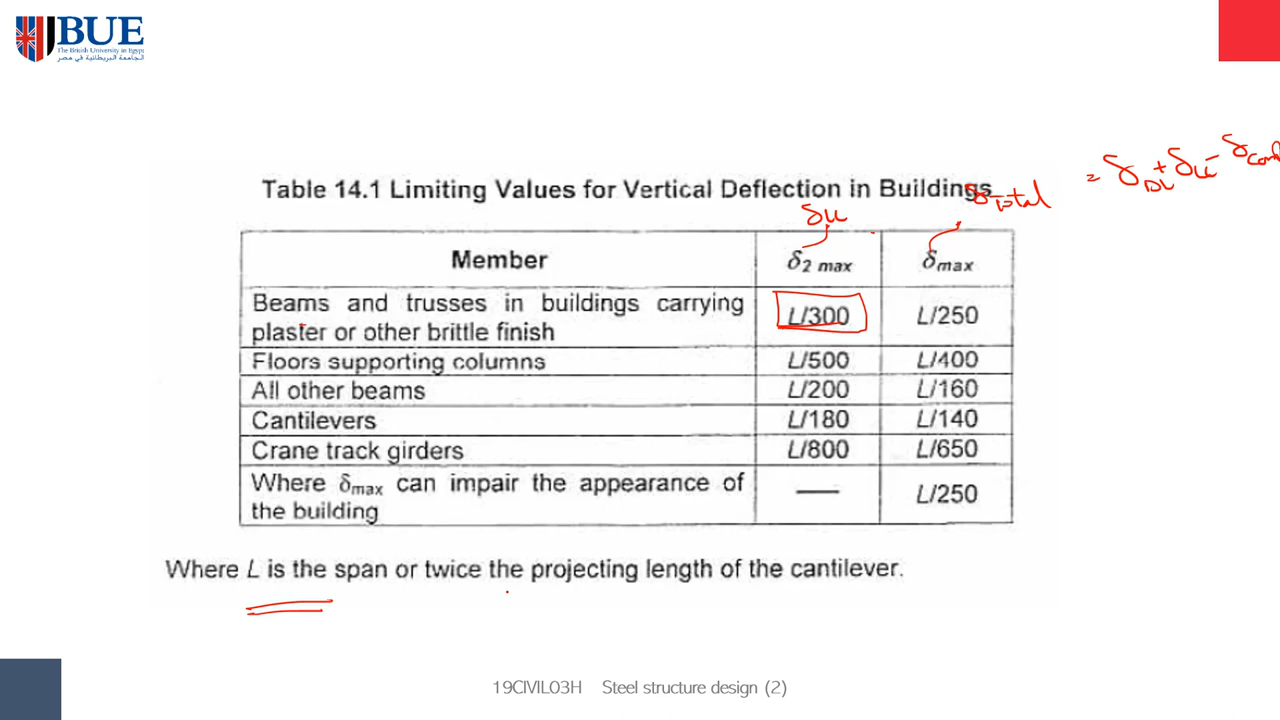 BUE
The British University in Egypt
الجامعة البريطانية في مصر
= δDL + δLL - δcam
Table 14.1 Limiting Values for Vertical Deflection in Buildings
δTotal
δLL
Member δ2 max δmax
Beams and trusses in buildings carrying plaster or other brittle finish L/300 L/250
Floors supporting columns L/500 L/400
All other beams L/200 L/160
Cantilevers L/180 L/140
Crane track girders L/800 L/650
Where δmax can impair the appearance of the building — L/250
Where L is the span or twice the projecting length of the cantilever.
19CIVIL03H Steel structure design (2)